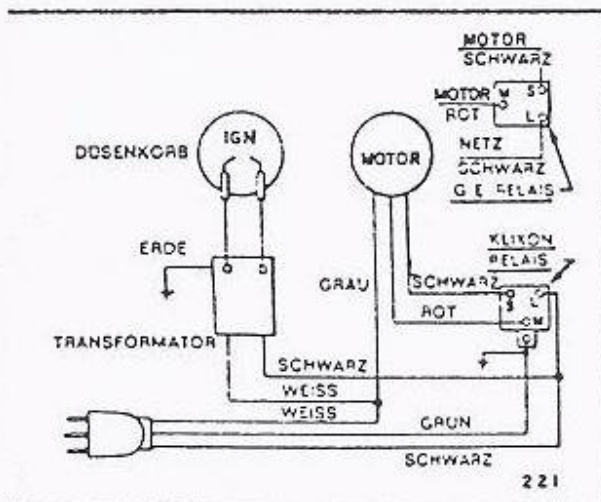 MOTOR
SCHWARZ
MOTOR M S
ROT L
NETZ
SCHWARZ
G.E. RELAIS
IGN
DÜSENKORB
MOTOR
ERDE
KLIXON
RELAIS
GRAU
SCHWARZ
S L
ROT
M
TRANSFORMATOR
G
SCHWARZ
WEISS
WEISS
GRÜN
SCHWARZ
221